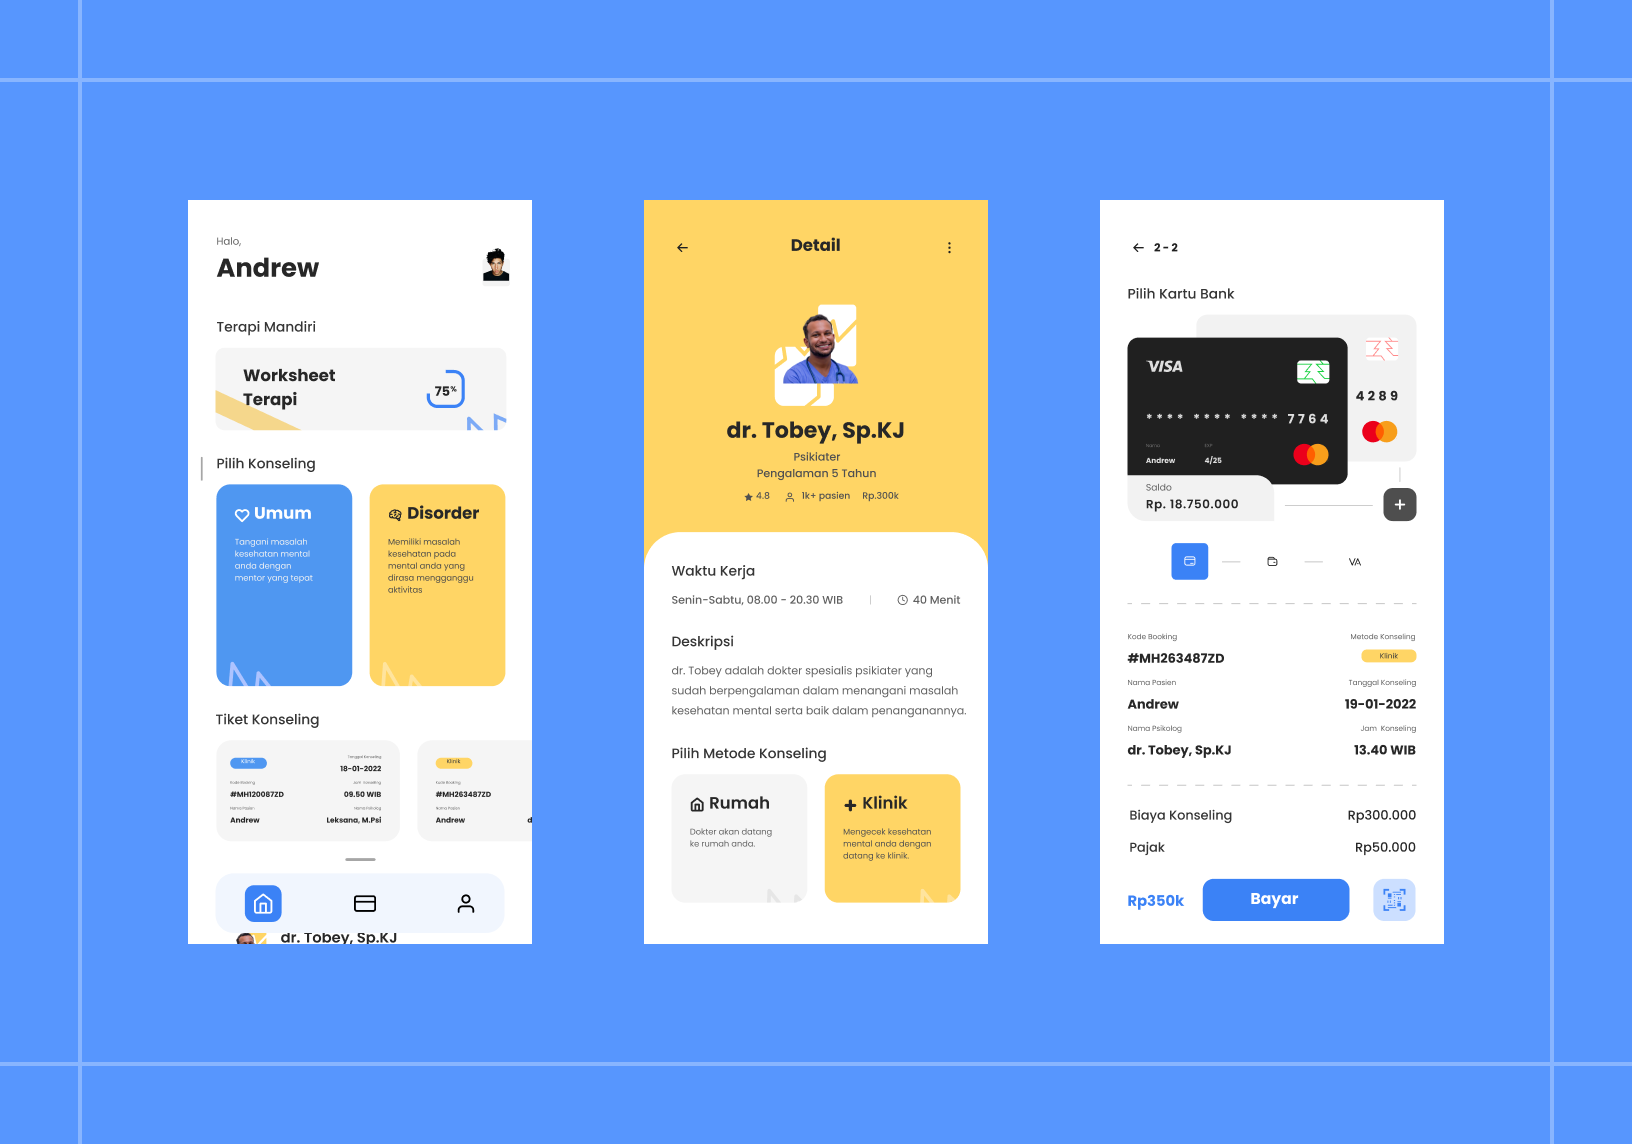 Halo,
Andrew
Terapi Mandiri
Worksheet
Terapi
75%
Pilih Konseling
Umum
Tangani masalah
kesehatan mental
anda dengan
mentor yang tepat
Disorder
Memiliki masalah
kesehatan pada
mental anda yang
dirasa mengganggu
aktivitas
Tiket Konseling
Klinik
Tanggal Konseling
18-01-2022
Kode Booking
Jam Konseling
#MH120087ZD
09.50 WIB
Nama Pasien
Nama Psikolog
Andrew
Leksana, M.Psi
Klinik
Kode Booking
#MH263487ZD
Nama Pasien
Andrew
d
dr. Tobey, Sp.KJ
Detail
dr. Tobey, Sp.KJ
Psikiater
Pengalaman 5 Tahun
4.8 1k+ pasien Rp.300k
Waktu Kerja
Senin-Sabtu, 08.00 - 20.30 WIB | 40 Menit
Deskripsi
dr. Tobey adalah dokter spesialis psikiater yang
sudah berpengalaman dalam menangani masalah
kesehatan mental serta baik dalam penanganannya.
Pilih Metode Konseling
Rumah
Dokter akan datang
ke rumah anda.
Klinik
Mengecek kesehatan
mental anda dengan
datang ke klinik.
2 - 2
Pilih Kartu Bank
VISA
**** **** **** 7764
Nama
EXP
Andrew
4/25
4289
Saldo
Rp. 18.750.000
+
VA
Kode Booking
Metode Konseling
#MH263487ZD
Klinik
Nama Pasien
Tanggal Konseling
Andrew
19-01-2022
Nama Psikolog
Jam Konseling
dr. Tobey, Sp.KJ
13.40 WIB
Biaya Konseling
Rp300.000
Pajak
Rp50.000
Rp350k
Bayar